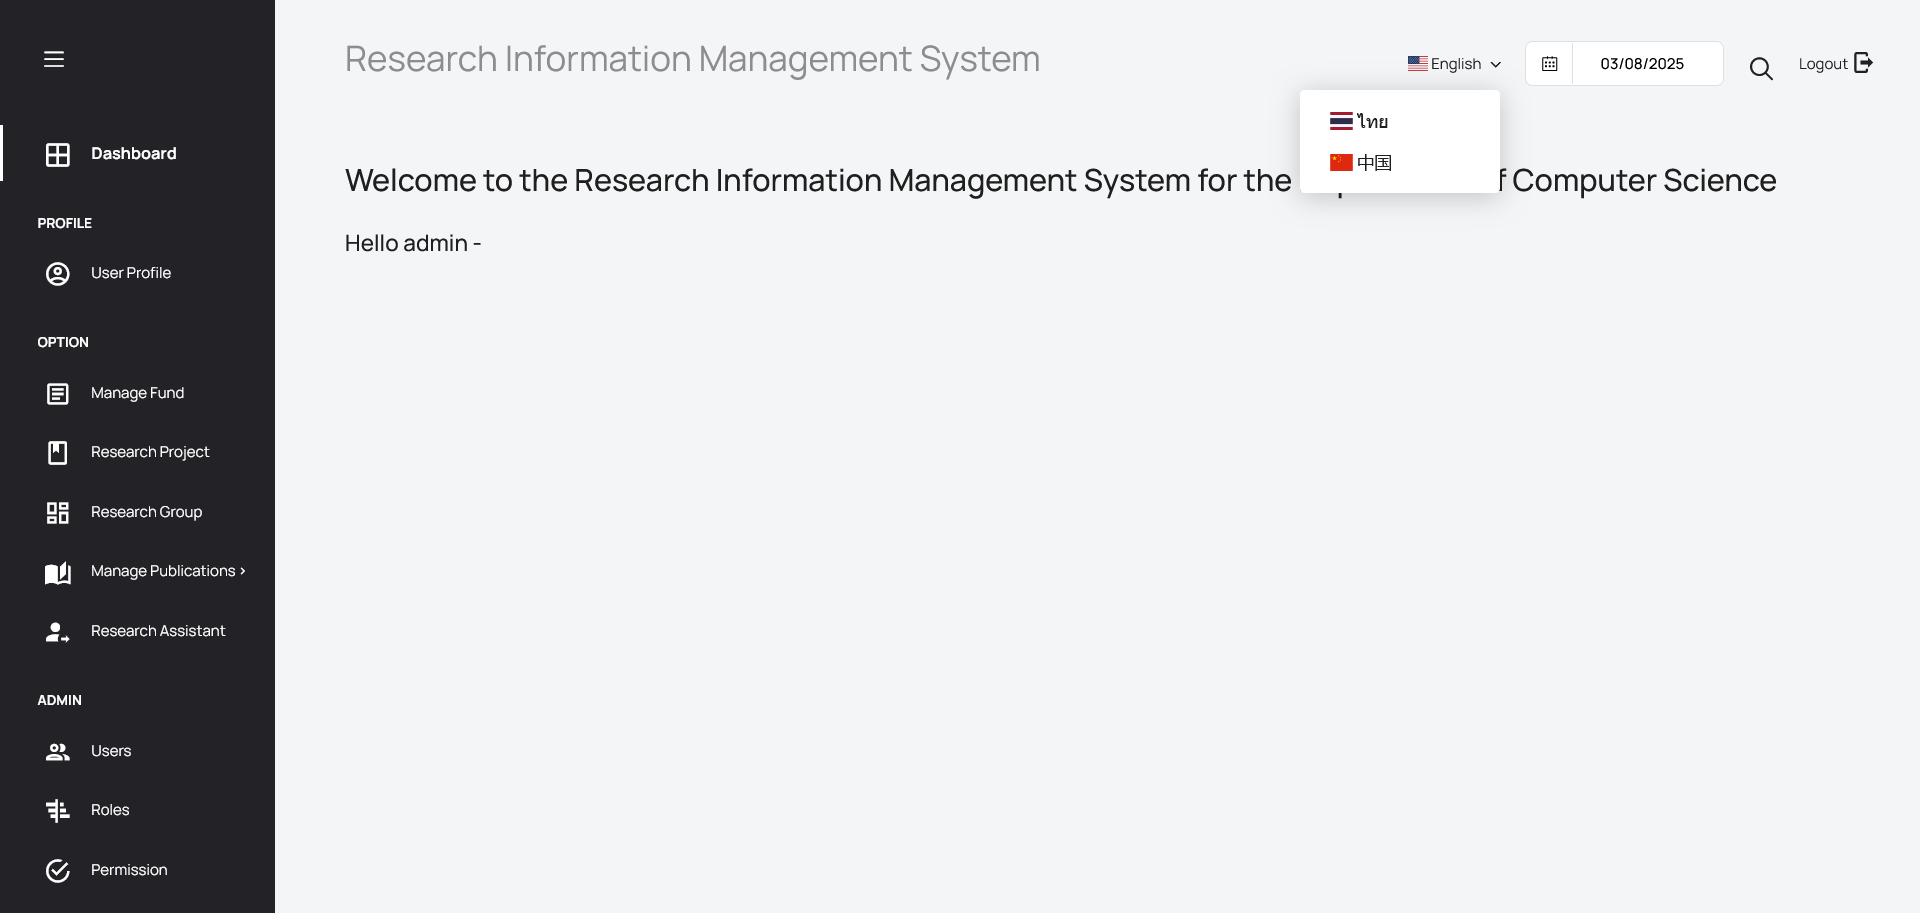 Research Information Management System
English
03/08/2025
Logout
ไทย
中国
Dashboard
Welcome to the Research Information Management System for the
Computer Science
Hello admin -
PROFILE
User Profile
OPTION
Manage Fund
Research Project
Research Group
Manage Publications
Research Assistant
ADMIN
Users
Roles
Permission